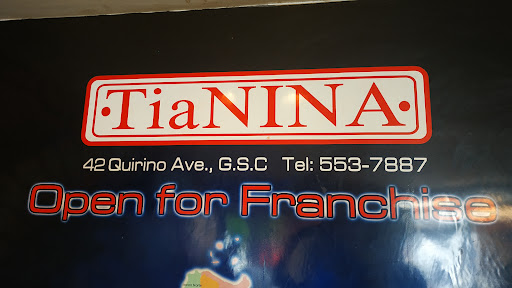 ·TiaNINA·
42 Quirino Ave., G.S.C Tel: 553-7887
Open for Franchise